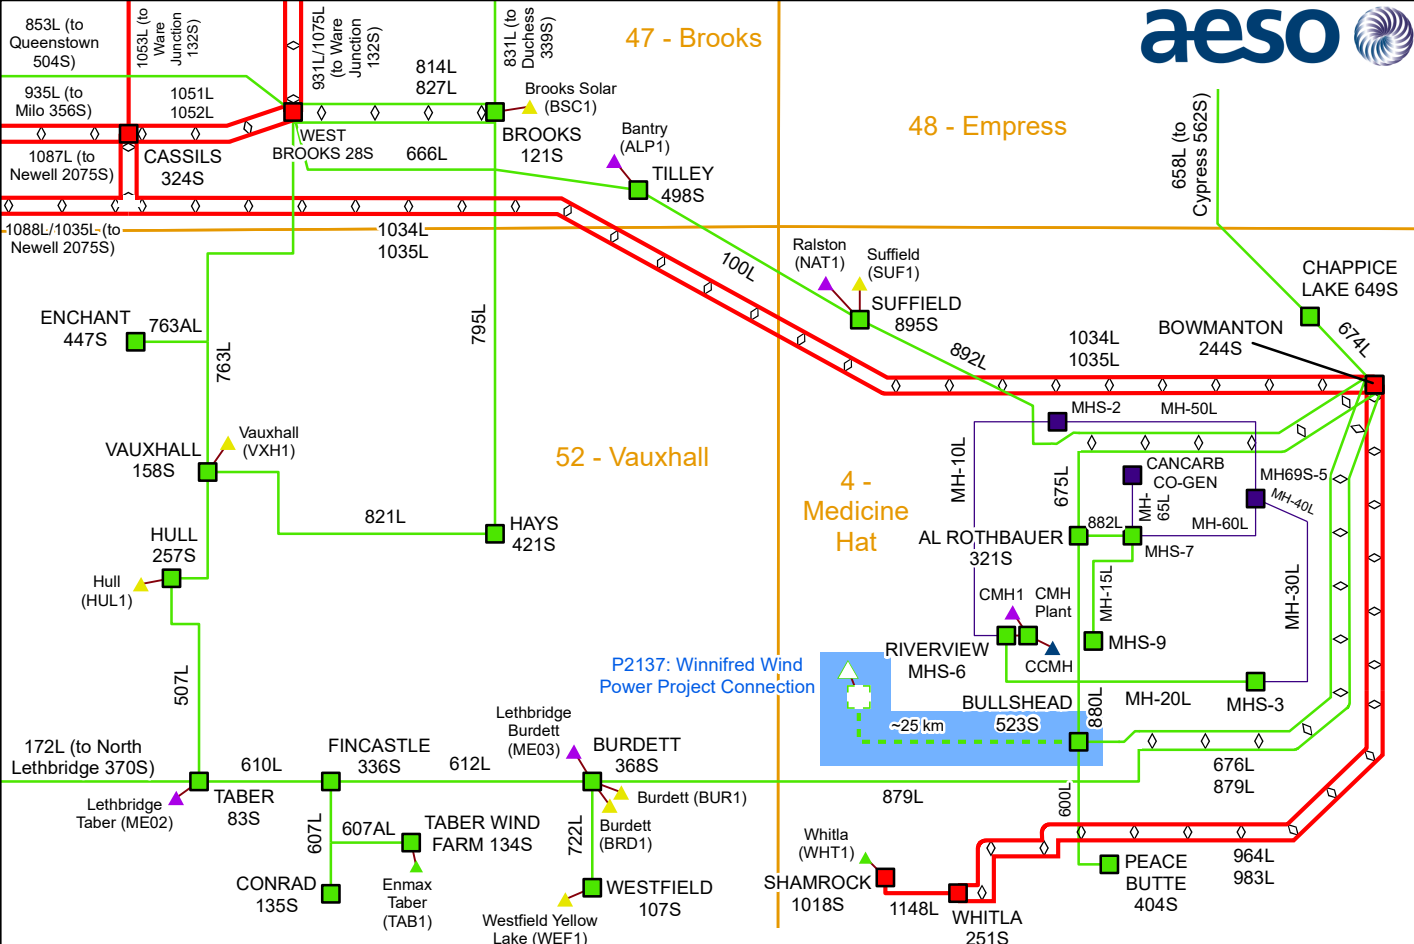 853L (to
Queenstown
504S)
1053L (to
Ware
Junction
132S)
931L/1075L
(to Ware
Junction
132S)
831L (to
Duchess
339S)
47 - Brooks
aeso
935L (to
Milo 356S)
1051L
1052L
814L
827L
Brooks Solar
(BSC1)
Bantry
(ALP1)
48 - Empress
658L (to
Cypress 562S)
WEST
BROOKS 28S
666L
BROOKS
121S
1087L (to
Newell 2075S)
CASSILS
324S
TILLEY
498S
1088L/1035L (to
Newell 2075S)
1034L
1035L
100L
Ralston
(NAT1)
Suffield
(SUF1)
SUFFIELD
895S
CHAPPICE
LAKE 649S
674L
BOWMANTON
244S
ENCHANT
447S
763AL
763L
795L
892L
1034L
1035L
MHS-2
MH-50L
MH-10L
VAUXHALL
158S
Vauxhall
(VXH1)
52 - Vauxhall
4 -
Medicine
Hat
675L
CANCARB
CO-GEN
MH69S-5
MH-40L
MH-
65L
821L
HAYS
421S
AL ROTHBAUER
321S
882L
MH-60L
MHS-7
HULL
257S
Hull
(HUL1)
CMH1
CMH
Plant
MH-15L
MH-30L
RIVERVIEW
MHS-6
CCMH
MHS-9
507L
P2137: Winnifred Wind
Power Project Connection
BULLSHEAD
523S
880L
MH-20L
MHS-3
~25 km
172L (to North
Lethbridge 370S)
610L
FINCASTLE
336S
612L
Lethbridge
Burdett
(ME03)
BURDETT
368S
676L
879L
Lethbridge
Taber (ME02)
TABER
83S
Burdett (BUR1)
879L
600L
607L
607AL
TABER WIND
FARM 134S
722L
Burdett
(BRD1)
Whitla
(WHT1)
964L
983L
CONRAD
135S
Enmax
Taber
(TAB1)
WESTFIELD
107S
Westfield Yellow
Lake (WEF1)
SHAMROCK
1018S
1148L
WHITLA
251S
PEACE
BUTTE
404S